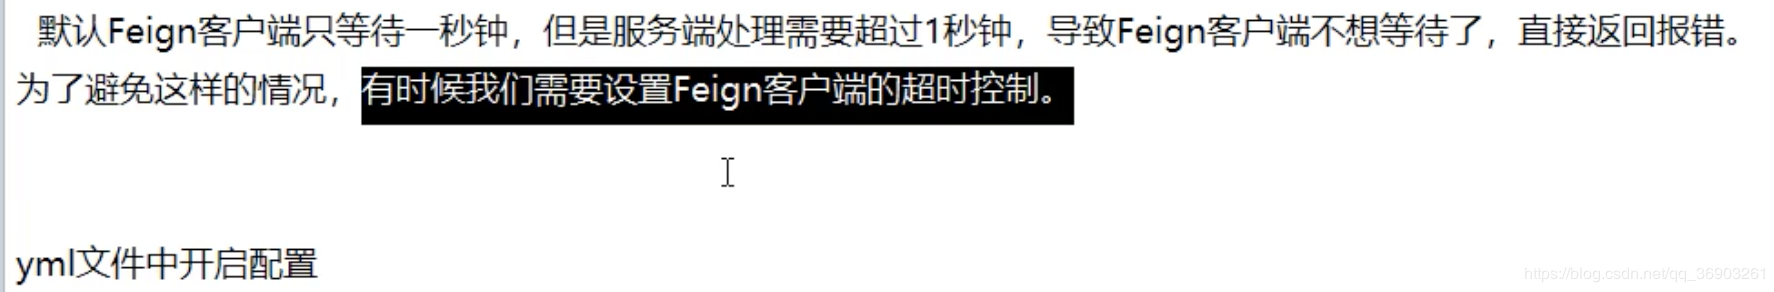 默认Feign客户端只等待一秒钟，但是服务端处理需要超过1秒钟，导致Feign客户端不想等待了，直接返回报错。
为了避免这样的情况，有时候我们需要设置Feign客户端的超时控制。
yml文件中开启配置
https://blog.csdn.net/qq_36903261